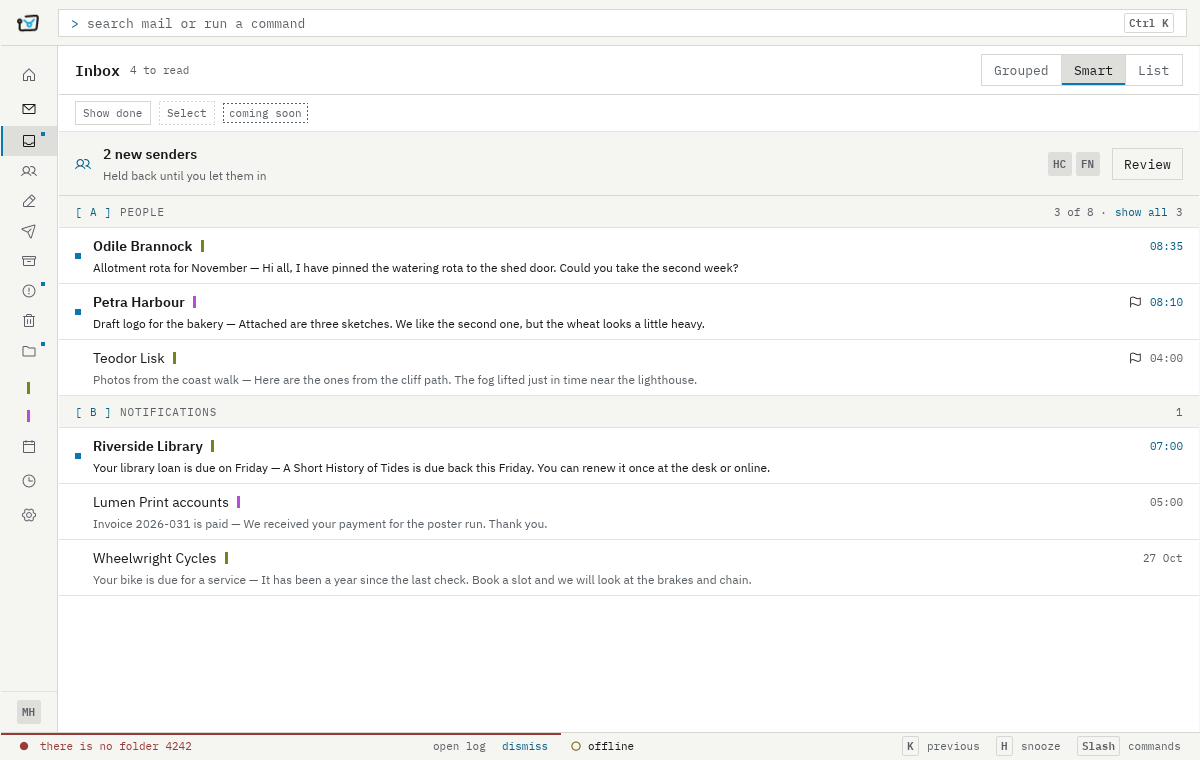 > search mail or run a command Ctrl K
Inbox 4 to read Grouped Smart List
Show done Select coming soon
2 new senders
Held back until you let them in
HC FN Review
[ A ] PEOPLE 3 of 8 · show all 3
Odile Brannock 08:35
Allotment rota for November — Hi all, I have pinned the watering rota to the shed door. Could you take the second week?
Petra Harbour 08:10
Draft logo for the bakery — Attached are three sketches. We like the second one, but the wheat looks a little heavy.
Teodor Lisk 04:00
Photos from the coast walk — Here are the ones from the cliff path. The fog lifted just in time near the lighthouse.
[ B ] NOTIFICATIONS 1
Riverside Library 07:00
Your library loan is due on Friday — A Short History of Tides is due back this Friday. You can renew it once at the desk or online.
Lumen Print accounts 05:00
Invoice 2026-031 is paid — We received your payment for the poster run. Thank you.
Wheelwright Cycles 27 Oct
Your bike is due for a service — It has been a year since the last check. Book a slot and we will look at the brakes and chain.
MH
there is no folder 4242 open log dismiss offline K previous H snooze Slash commands